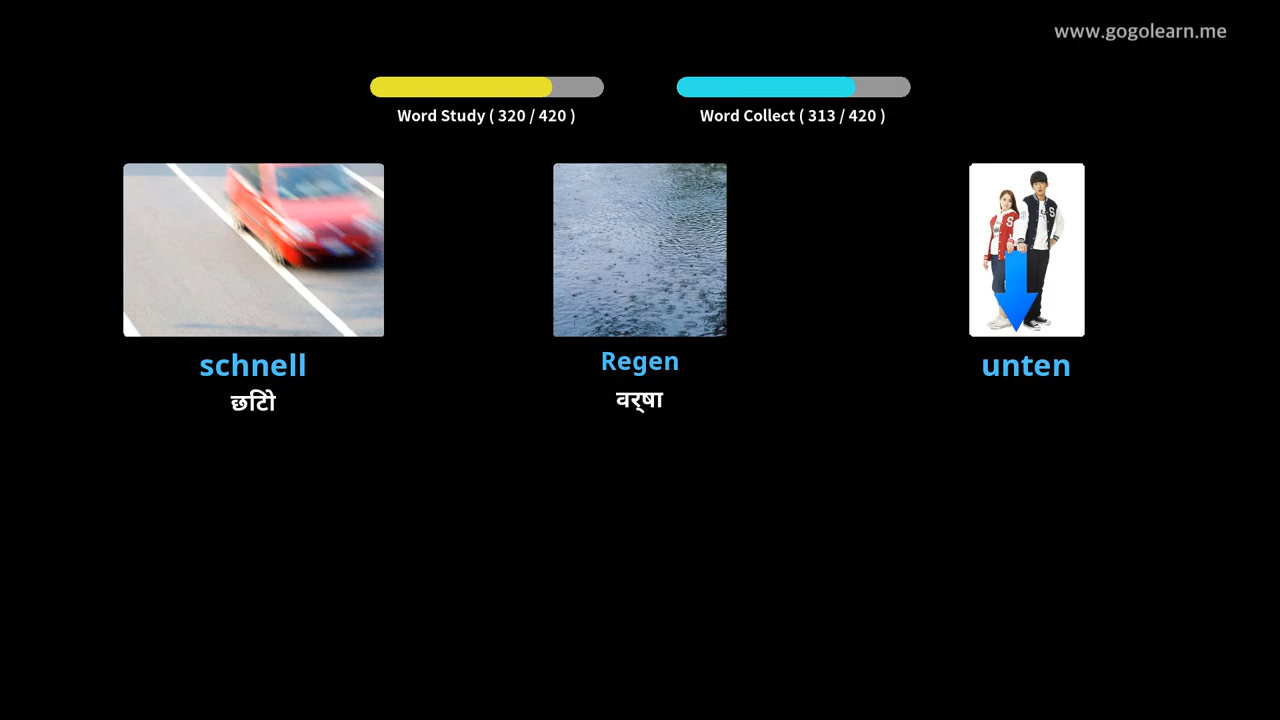 www.gogolearn.me
Word Study ( 320 / 420 )
Word Collect ( 313 / 420 )
schnell
छिटो
Regen
वर्षा
unten